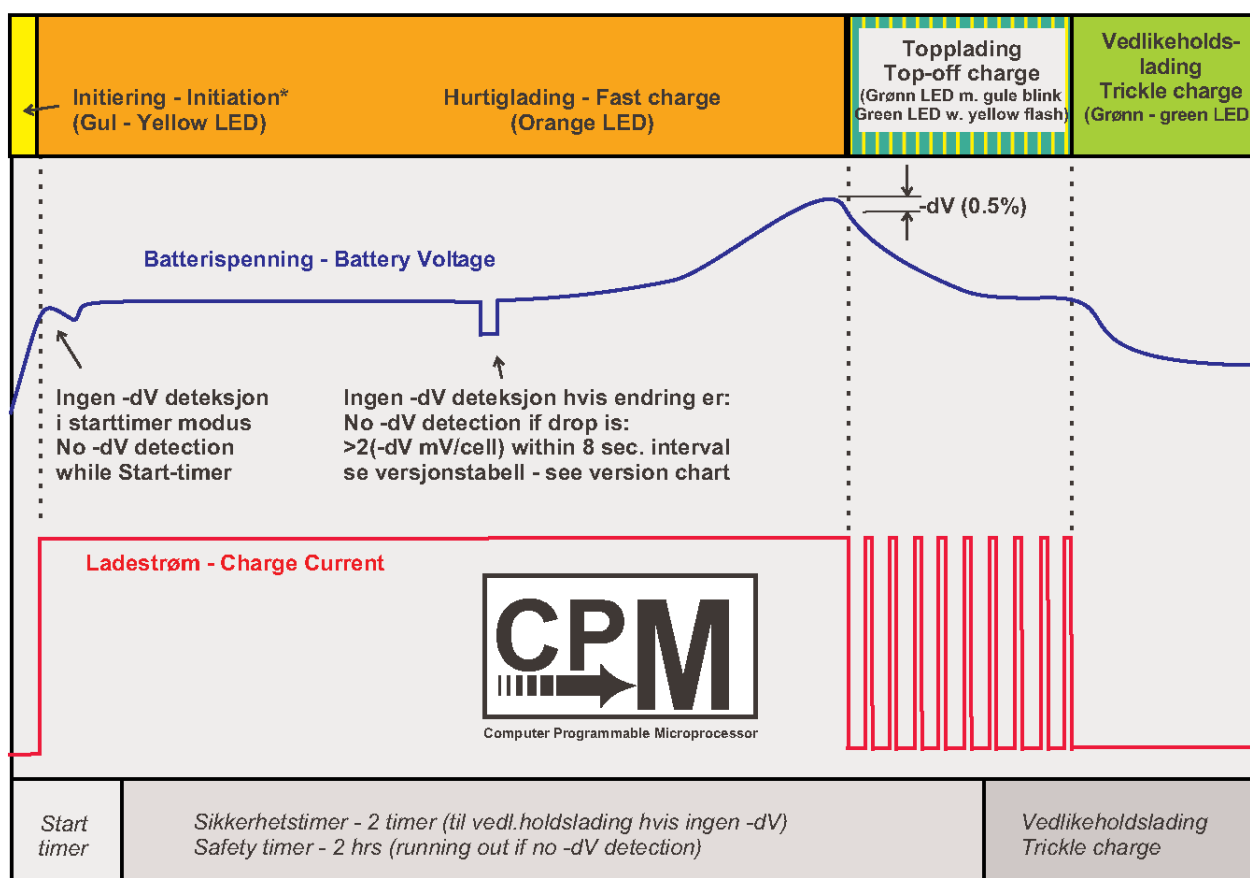 Initiering - Initiation*
(Gul - Yellow LED)
Hurtiglading - Fast charge
(Orange LED)
Topplading
Top-off charge
(Grønn LED m. gule blink
Green LED w. yellow flash)
Vedlikeholds-
lading
Trickle charge
(Grønn - green LED
-dV (0.5%)
Batterispenning - Battery Voltage
Ingen -dV deteksjon
i starttimer modus
No -dV detection
while Start-timer
Ingen -dV deteksjon hvis endring er:
No -dV detection if drop is:
>2(-dV mV/cell) within 8 sec. interval
se versjonstabell - see version chart
Ladestrøm - Charge Current
CPM
Computer Programmable Microprocessor
Start
timer
Sikkerhetstimer - 2 timer (til vedl.holdslading hvis ingen -dV)
Safety timer - 2 hrs (running out if no -dV detection)
Vedlikeholdslading
Trickle charge